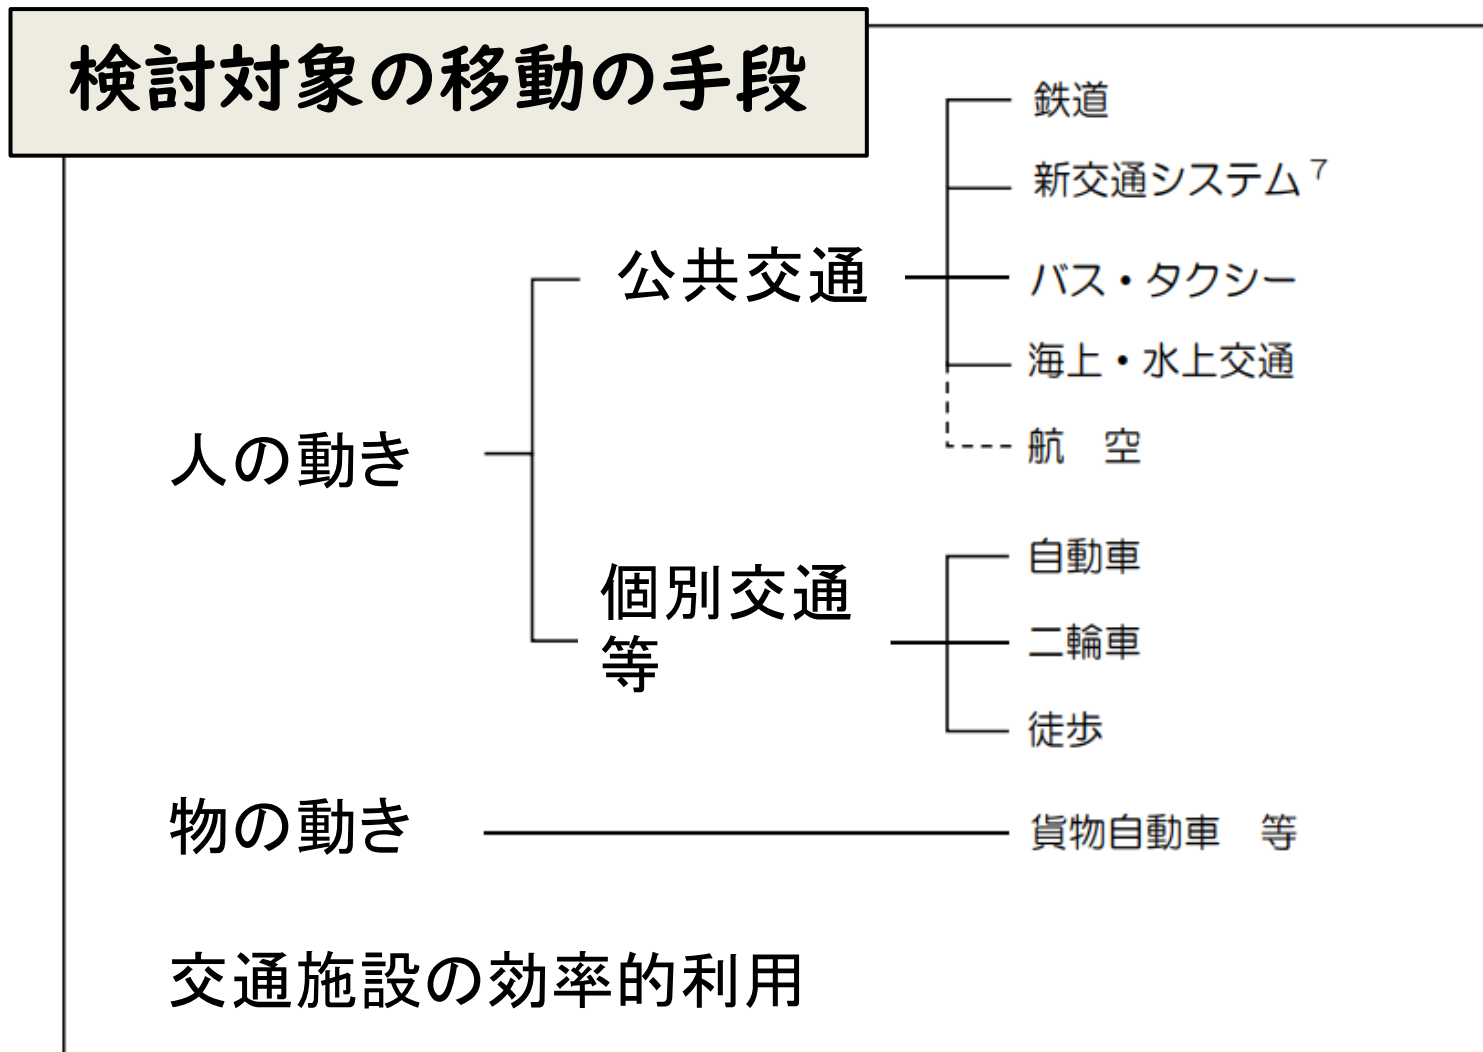 検討対象の移動の手段
鉄道
新交通システム⁷
公共交通
バス・タクシー
海上・水上交通
人の動き
航　空
個別交通
等
自動車
二輪車
徒歩
物の動き
貨物自動車　等
交通施設の効率的利用